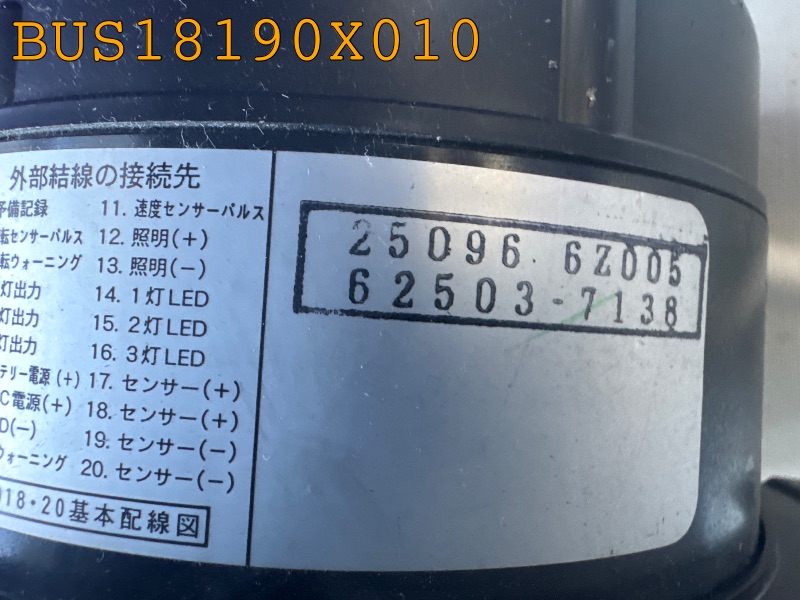 BUS18190X010
外部結線の接続先
予備記録 11. 速度センサーパルス
転センサーパルス 12. 照明(+)
転ウォーニング 13. 照明(-)
灯出力 14. 1灯LED
灯出力 15. 2灯LED
灯出力 16. 3灯LED
テリー電源(+) 17. センサー(+)
C電源(+) 18. センサー(+)
D(-) 19. センサー(-)
ウォーニング 20. センサー(-)
18・20基本配線図
25096 6Z005
62503-7138